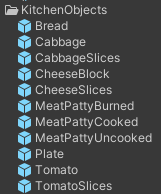 KitchenObjects
Bread
Cabbage
CabbageSlices
CheeseBlock
CheeseSlices
MeatPattyBurned
MeatPattyCooked
MeatPattyUncooked
Plate
Tomato
TomatoSlices